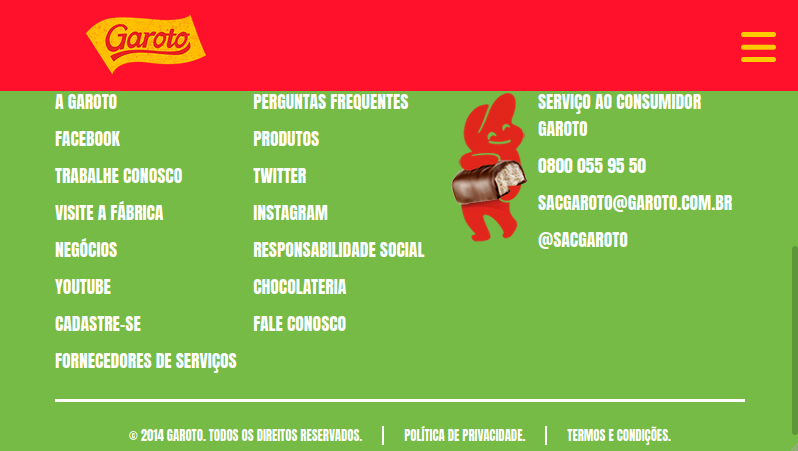 Garoto
A GAROTO
FACEBOOK
TRABALHE CONOSCO
VISITE A FÁBRICA
NEGÓCIOS
YOUTUBE
CADASTRE-SE
FORNECEDORES DE SERVIÇOS
PERGUNTAS FREQUENTES
PRODUTOS
TWITTER
INSTAGRAM
RESPONSABILIDADE SOCIAL
CHOCOLATERIA
FALE CONOSCO
SERVIÇO AO CONSUMIDOR
GAROTO
0800 055 95 50
SACGAROTO@GAROTO.COM.BR
@SACGAROTO
© 2014 GAROTO. TODOS OS DIREITOS RESERVADOS.
POLÍTICA DE PRIVACIDADE.
TERMOS E CONDIÇÕES.